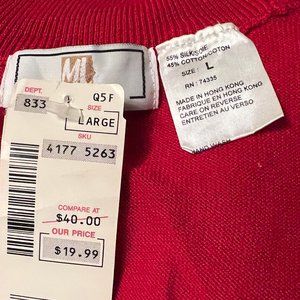 DEPT.
833
Q5F
SIZE
LARGE
SKU
4177 5263
COMPARE AT
$40.00
OUR PRICE
$19.99
55% SILK/SOIE
45% COTTON/COTON
SIZE: L
RN: 74335
MADE IN HONG KONG
FABRIQUE EN HONG KONG
CARE ON REVERSE
ENTRETIEN AU VERSO